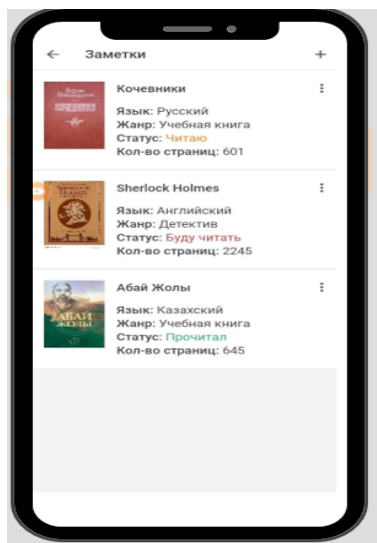 Заметки
Кочевники
Язык: Русский
Жанр: Учебная книга
Статус: Читаю
Кол-во страниц: 601
Sherlock Holmes
Язык: Английский
Жанр: Детектив
Статус: Буду читать
Кол-во страниц: 2245
АБАЙ
ЖОЛЫ
Абай Жолы
Язык: Казахский
Жанр: Учебная книга
Статус: Прочитал
Кол-во страниц: 645